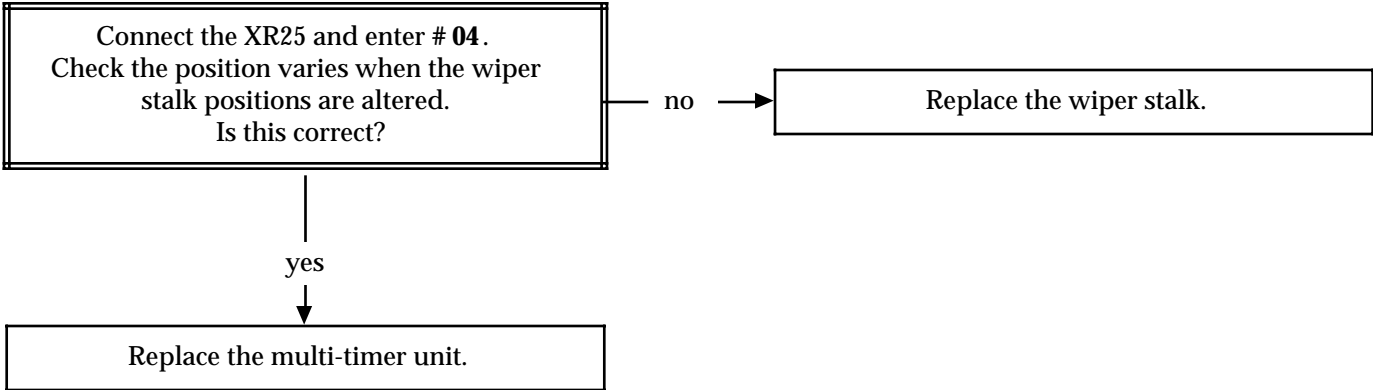 Connect the XR25 and enter # 04.
Check the position varies when the wiper
stalk positions are altered.
Is this correct?
no
Replace the wiper stalk.
yes
Replace the multi-timer unit.